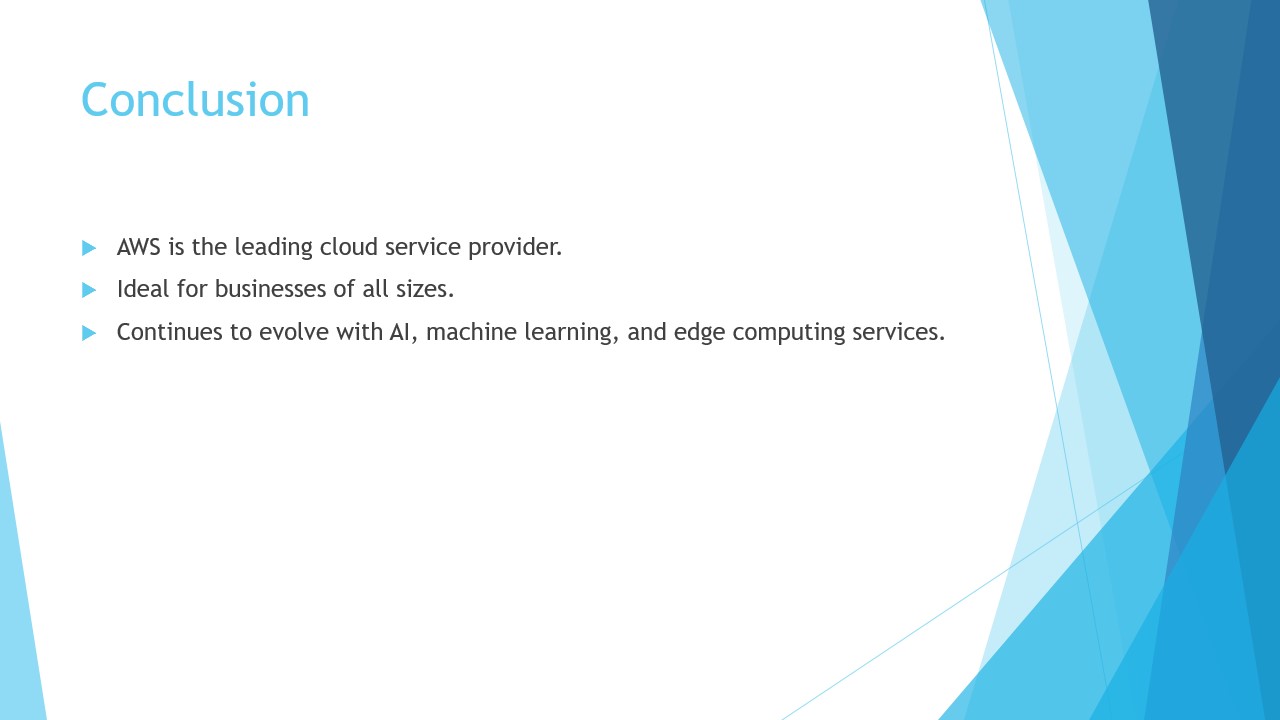 Conclusion
AWS is the leading cloud service provider.
Ideal for businesses of all sizes.
Continues to evolve with AI, machine learning, and edge computing services.